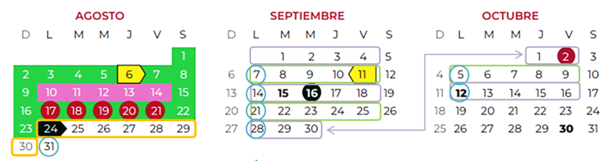 AGOSTO
D L M M J V S
1
2 3 4 5 6 7 8
9 10 11 12 13 14 15
16 17 18 19 20 21 22
23 24 25 26 27 28 29
30 31
SEPTIEMBRE
D L M M J V S
1 2 3 4 5
6 7 8 9 10 11 12
13 14 15 16 17 18 19
20 21 22 23 24 25 26
27 28 29 30
OCTUBRE
D L M M J V S
1 2 3
4 5 6 7 8 9 10
11 12 13 14 15 16 17
18 19 20 21 22 23 24
25 26 27 28 29 30 31